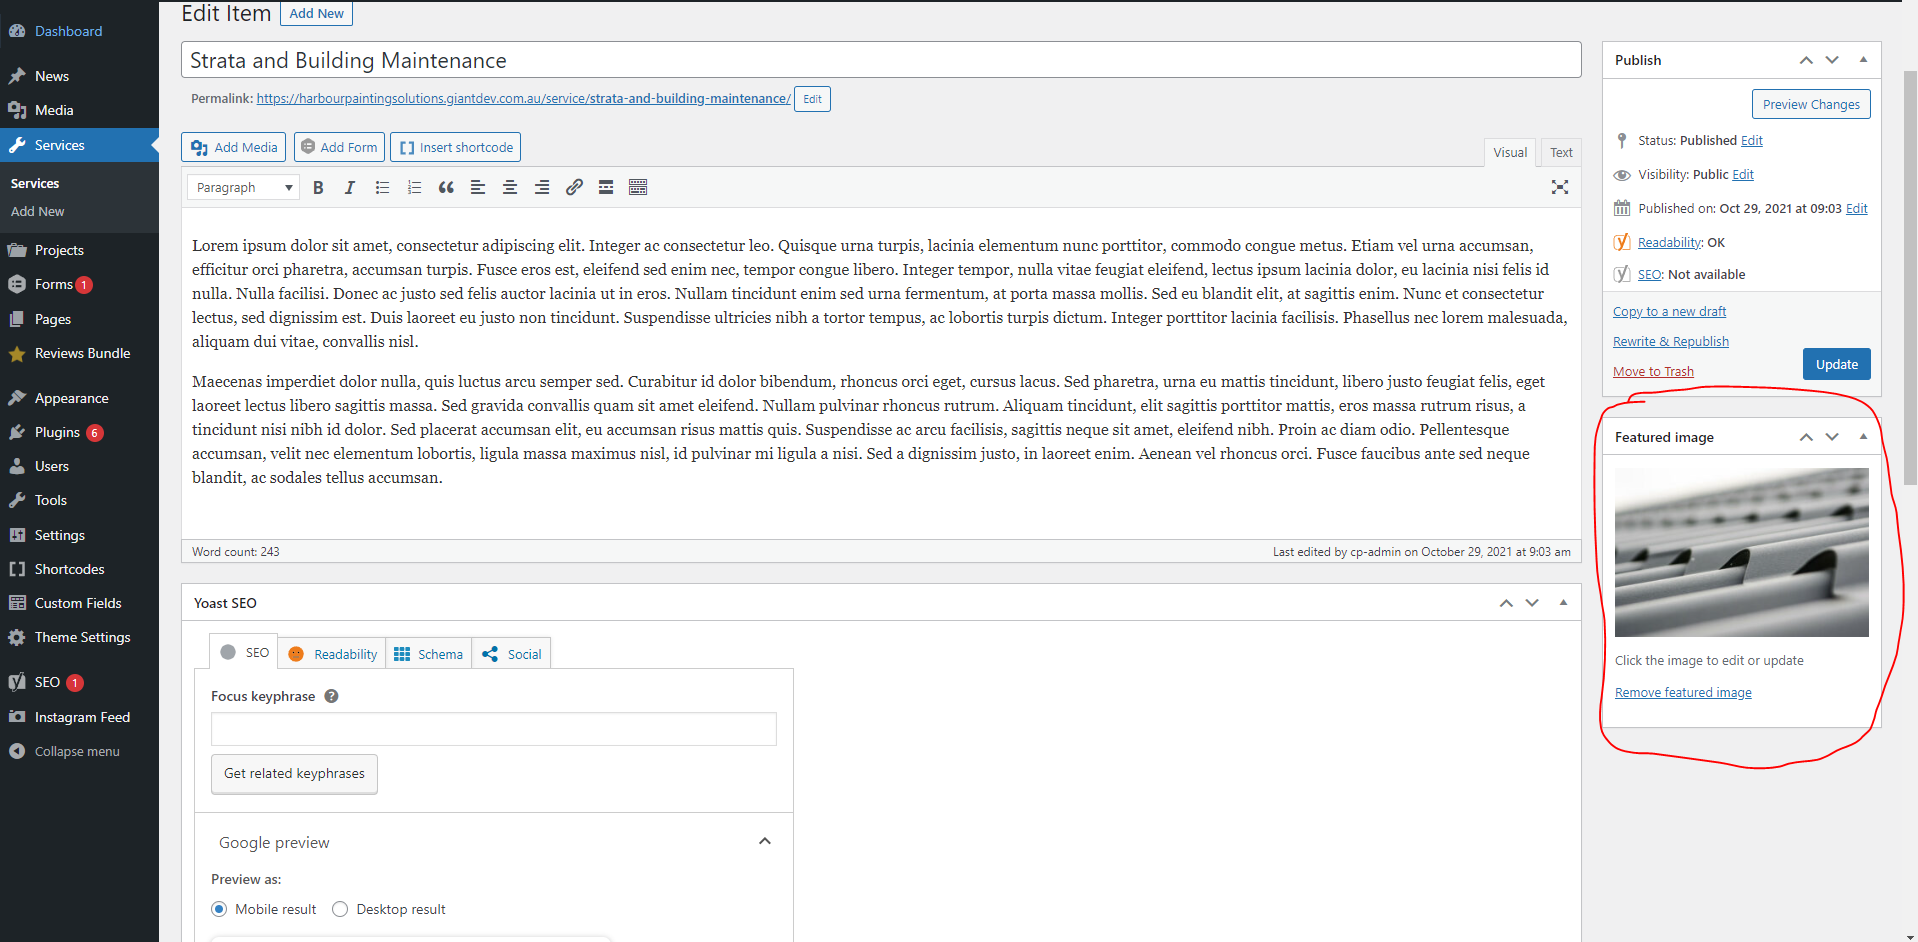 Dashboard
News
Media
Services
Services
Add New
Projects
Forms 1
Pages
Reviews Bundle
Appearance
Plugins 6
Users
Tools
Settings
Shortcodes
Custom Fields
Theme Settings
SEO 1
Instagram Feed
Collapse menu
Edit Item Add New
Strata and Building Maintenance
Permalink: https://harbourpaintingsolutions.giantdev.com.au/service/strata-and-building-maintenance/ Edit
Add Media Add Form Insert shortcode
Visual Text
Paragraph
Lorem ipsum dolor sit amet, consectetur adipiscing elit. Integer ac consectetur leo. Quisque urna turpis, lacinia elementum nunc porttitor, commodo congue metus. Etiam vel urna accumsan,
efficitur orci pharetra, accumsan turpis. Fusce eros est, eleifend sed enim nec, tempor congue libero. Integer tempor, nulla vitae feugiat eleifend, lectus ipsum lacinia dolor, eu lacinia nisi felis id
nulla. Nulla facilisi. Donec ac justo sed felis auctor lacinia ut in eros. Nullam tincidunt enim sed urna fermentum, at porta massa mollis. Sed eu blandit elit, at sagittis enim. Nunc et consectetur
lectus, sed dignissim est. Duis laoreet eu justo non tincidunt. Suspendisse ultricies nibh a tortor tempus, ac lobortis turpis dictum. Integer porttitor lacinia facilisis. Phasellus nec lorem malesuada,
aliquam dui vitae, convallis nisl.
Maecenas imperdiet dolor nulla, quis luctus arcu semper sed. Curabitur id dolor bibendum, rhoncus orci eget, cursus lacus. Sed pharetra, urna eu mattis tincidunt, libero justo feugiat felis, eget
laoreet lectus libero sagittis massa. Sed gravida convallis quam sit amet eleifend. Nullam pulvinar rhoncus rutrum. Aliquam tincidunt, elit sagittis porttitor mattis, eros massa rutrum risus, a
tincidunt nisi nibh id dolor. Sed placerat accumsan elit, eu accumsan risus mattis quis. Suspendisse ac arcu facilisis, sagittis neque sit amet, eleifend nibh. Proin ac diam odio. Pellentesque
accumsan, velit nec elementum lobortis, ligula massa maximus nisl, id pulvinar mi ligula a nisi. Sed a dignissim justo, in laoreet enim. Aenean vel rhoncus orci. Fusce faucibus ante sed neque
blandit, ac sodales tellus accumsan.
Word count: 243 Last edited by cp-admin on October 29, 2021 at 9:03 am
Yoast SEO
SEO Readability Schema Social
Focus keyphrase
Get related keyphrases
Google preview
Preview as:
Mobile result Desktop result
Publish
Preview Changes
Status: Published Edit
Visibility: Public Edit
Published on: Oct 29, 2021 at 09:03 Edit
Readability: OK
SEO: Not available
Copy to a new draft
Rewrite & Republish
Move to Trash Update
Featured image
Click the image to edit or update
Remove featured image